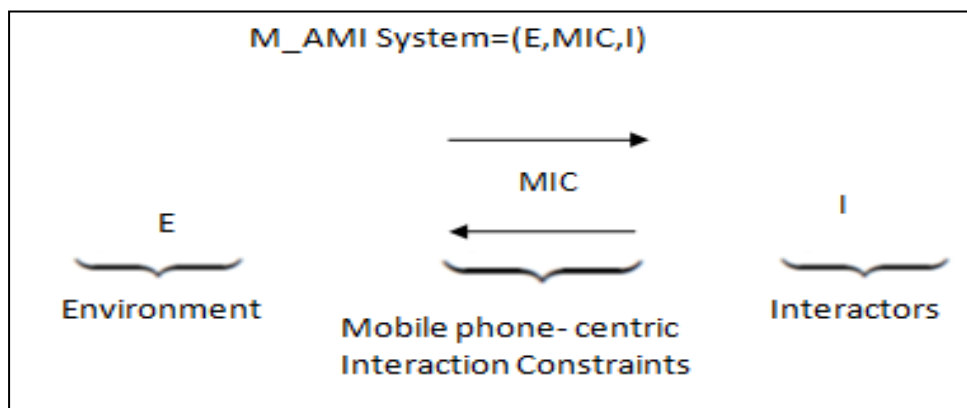 M_AMI System=(E,MIC,I)
MIC
E
I
Environment
Mobile phone- centric
Interaction Constraints
Interactors